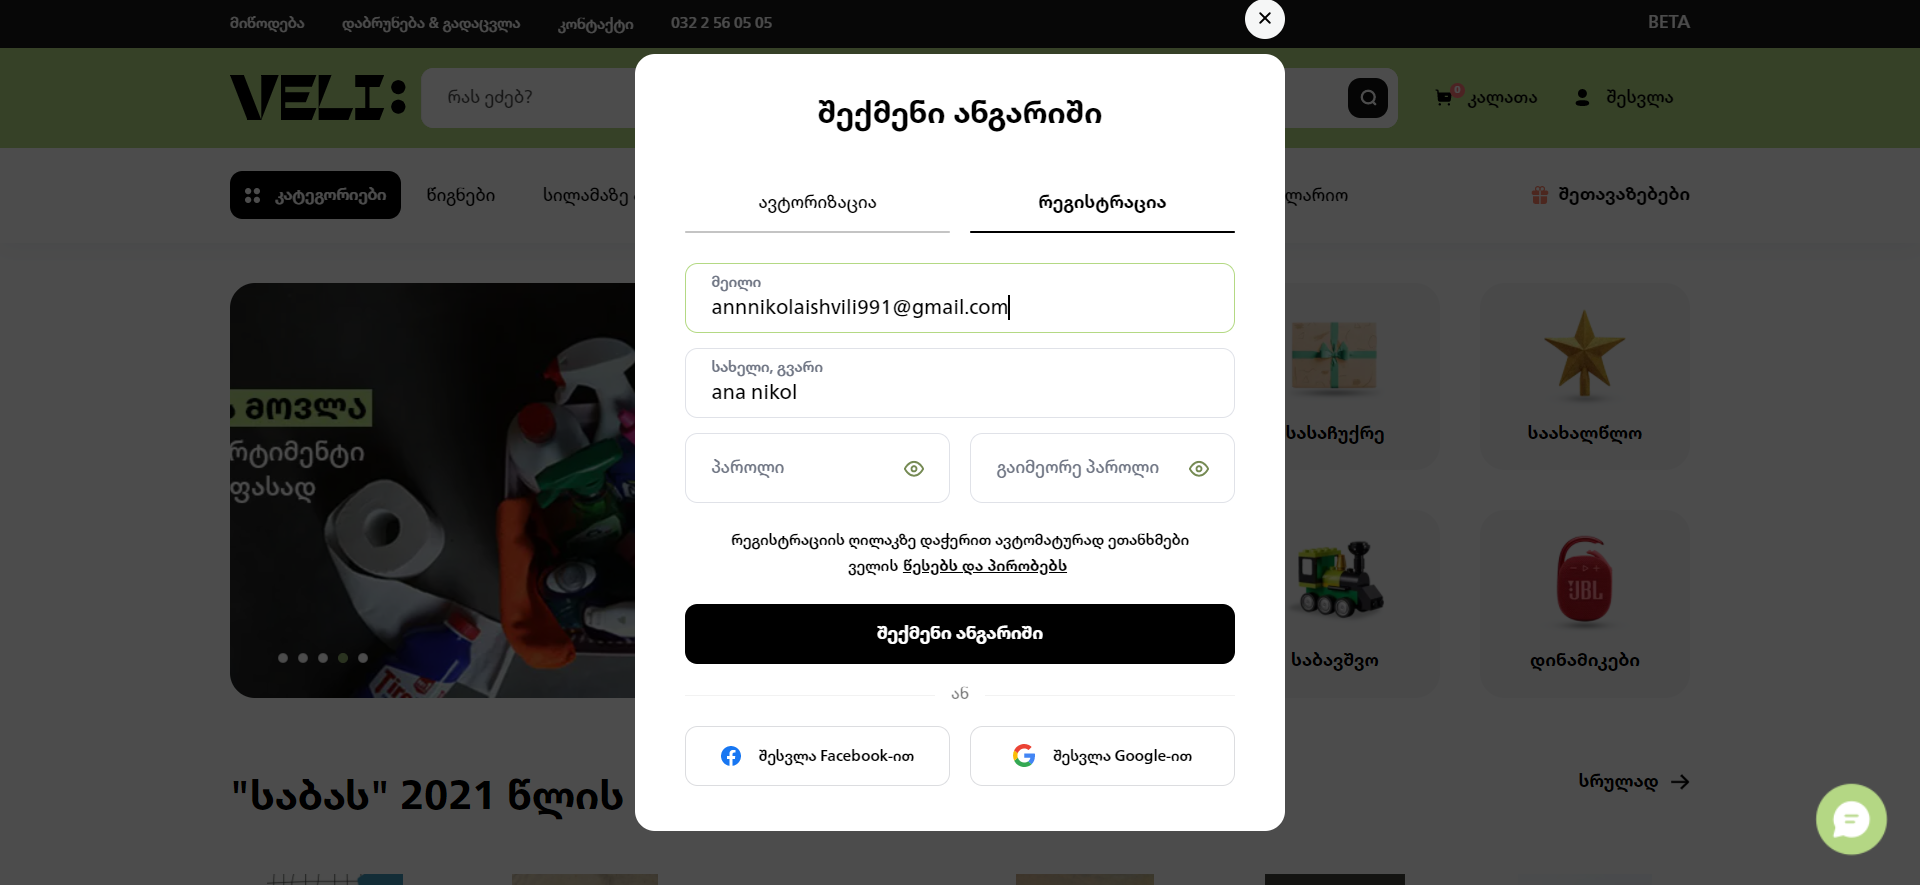 მიწოდება
დაბრუნება & გადაცვლა
კონტაქტი
032 2 56 05 05
BETA
VELI:
რას ეძებ?
0
კალათა
შესვლა
კატეგორიები
წიგნები
სილამაზე
ლარიო
შეთავაზებები
შექმენი ანგარიში
ავტორიზაცია
რეგისტრაცია
მეილი
annnikolaishvili991@gmail.com
სახელი, გვარი
ana nikol
პაროლი
გაიმეორე პაროლი
რეგისტრაციის ღილაკზე დაჭერით ავტომატურად ეთანხმები
ველის წესებს და პირობებს
შექმენი ანგარიში
ან
შესვლა Facebook-ით
შესვლა Google-ით
ა მოვლა
რტიმენტი
ფასად
სასაჩუქრე
საახალწლო
საბავშვო
JBL
დინამიკები
"საბას" 2021 წლის
სრულად